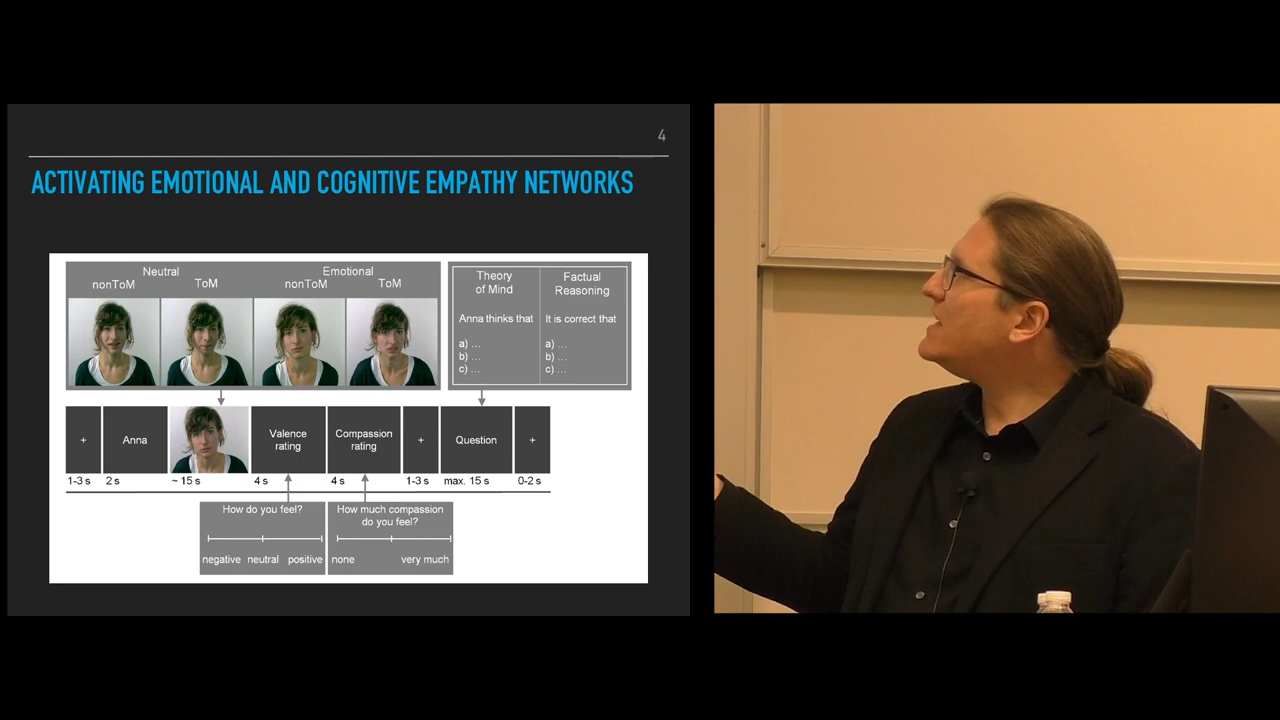 4
ACTIVATING EMOTIONAL AND COGNITIVE EMPATHY NETWORKS
Neutral
Emotional
nonToM
ToM
nonToM
ToM
Theory
of Mind
Factual
Reasoning
Anna thinks that
It is correct that
a) ...
b) ...
c) ...
a) ...
b) ...
c) ...
+
Anna
Valence
rating
Compassion
rating
+
Question
+
1-3 s
2 s
~ 15 s
4 s
4 s
1-3 s
max. 15 s
0-2 s
How do you feel?
negative neutral positive
How much compassion
do you feel?
none very much